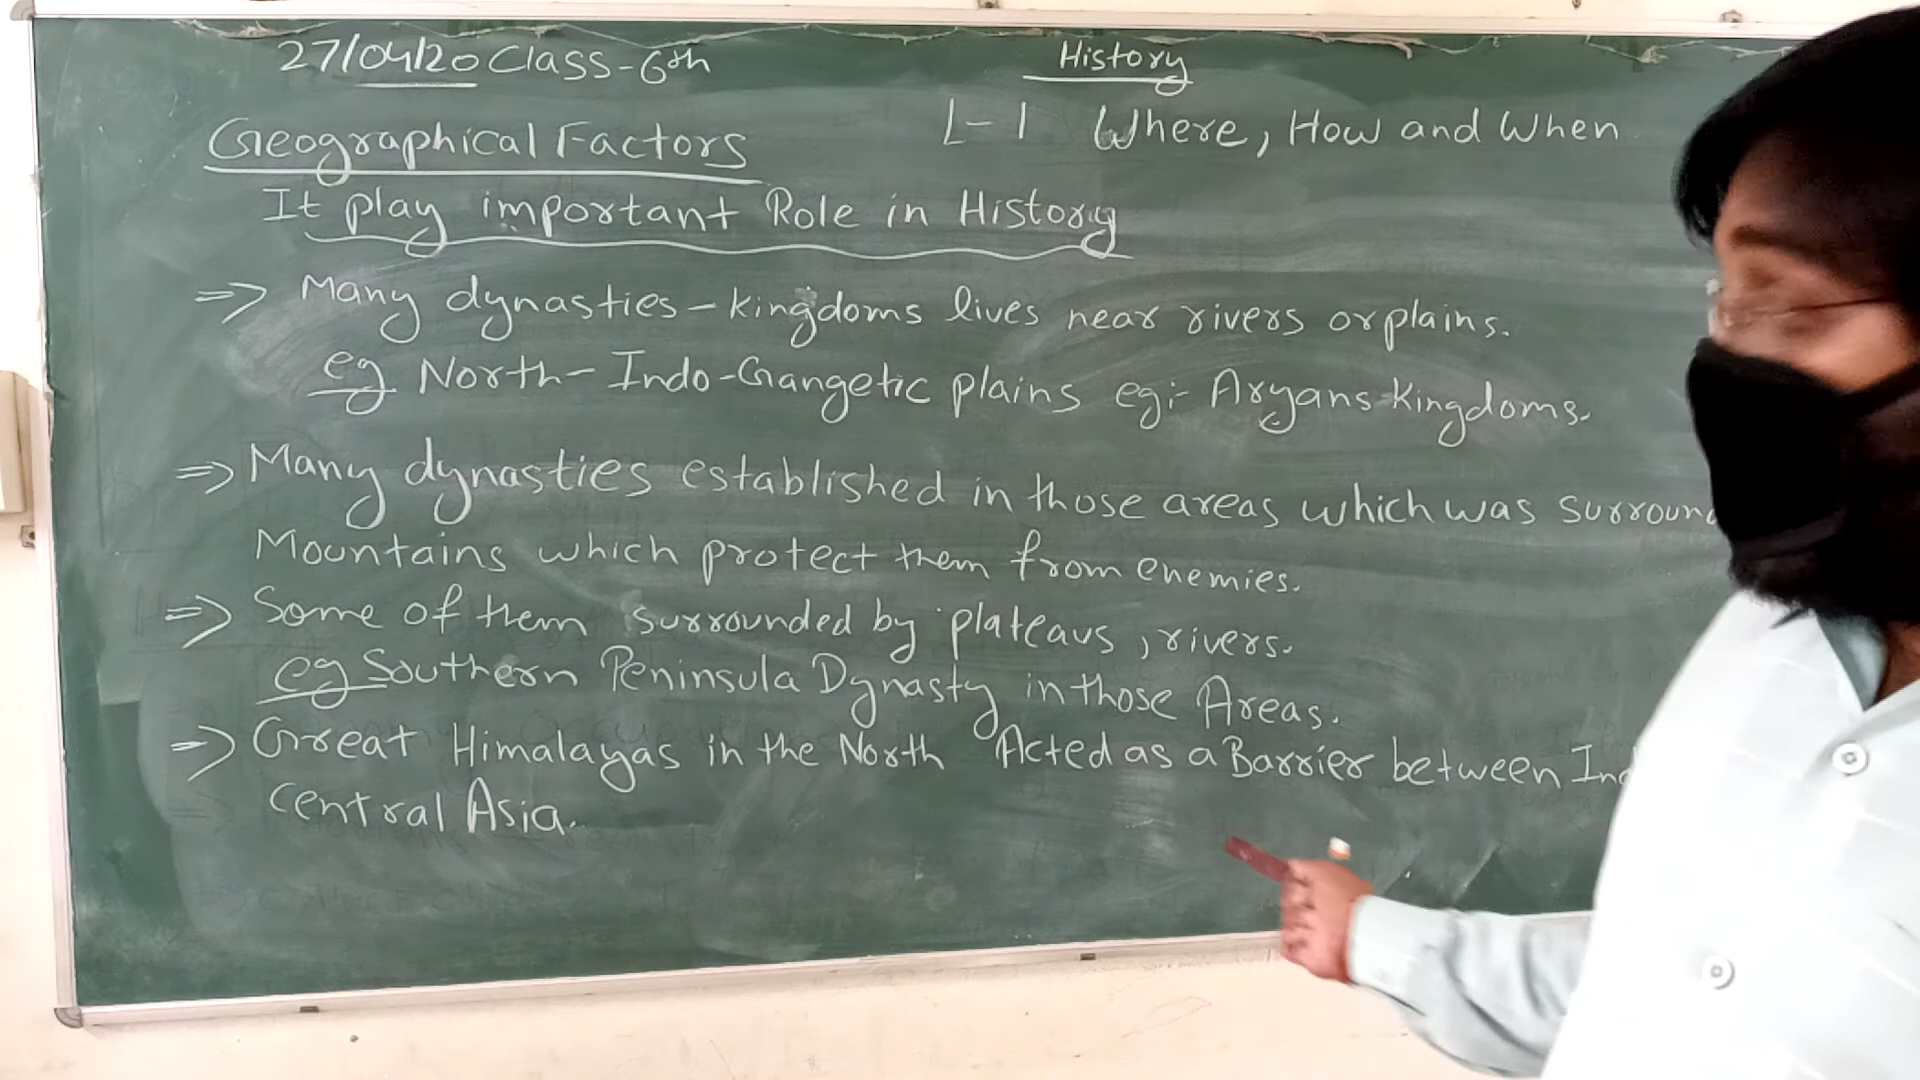 27/04/20 Class-6th
History
L-1 Where, How and When
Geographical Factors
It play important Role in History
=> Many dynasties - kingdoms lives near rivers or plains.
eg North-Indo-Gangetic plains eg:- Aryans Kingdoms.
=> Many dynasties established in those areas which was surroun
Mountains which protect them from enemies.
=> Some of them surrounded by plateaus, rivers.
eg Southern Peninsula Dynasty in those Areas.
=> Great Himalayas in the North Acted as a Barrier between Ind
Central Asia.